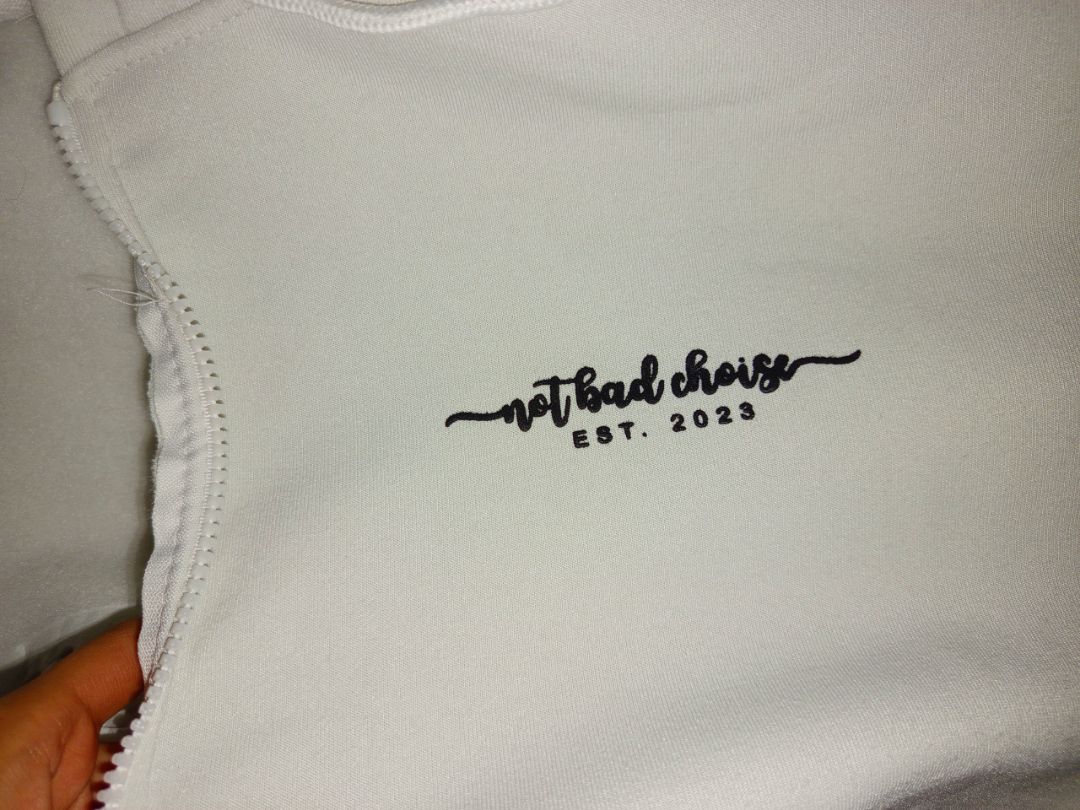 not bad choise
EST. 2023